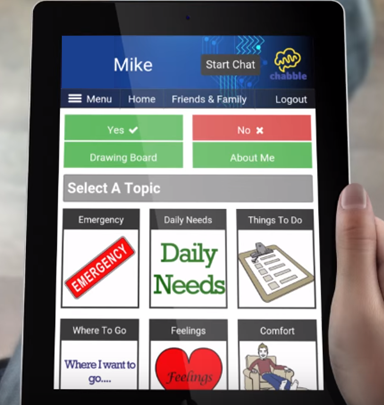 Mike
Start Chat
chabble
Menu Home Friends & Family Logout
Yes No
Drawing Board About Me
Select A Topic
Emergency Daily Needs Things To Do
EMERGENCY
Daily
Needs
Where To Go Feelings Comfort
Where I want to
go....
Feelings